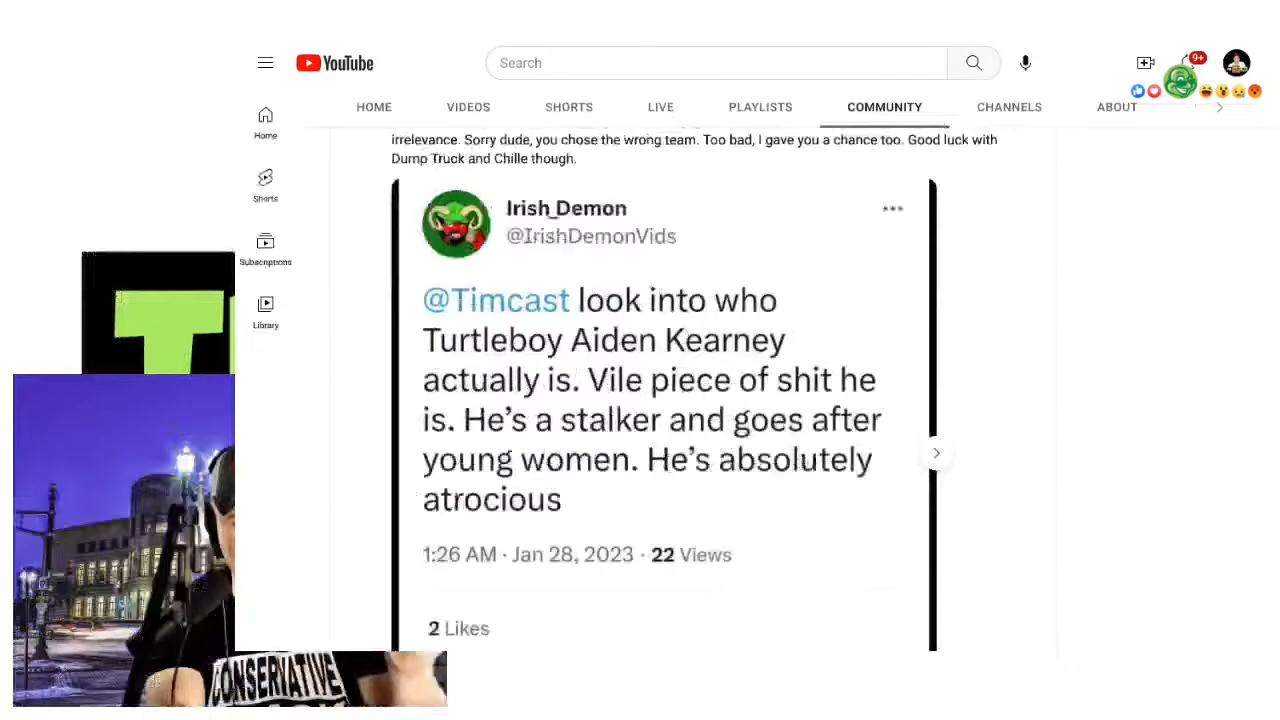 YouTube
Search
9+
HOME
VIDEOS
SHORTS
LIVE
PLAYLISTS
COMMUNITY
CHANNELS
ABOUT
Home
Shorts
Subscriptions
Library
irrelevance. Sorry dude, you chose the wrong team. Too bad, I gave you a chance too. Good luck with
Dump Truck and Chille though.
Irish_Demon
@IrishDemonVids
@Timcast look into who
Turtleboy Aiden Kearney
actually is. Vile piece of shit he
is. He's a stalker and goes after
young women. He's absolutely
atrocious
1:26 AM · Jan 28, 2023 · 22 Views
2 Likes
T
CONSERVATIVE